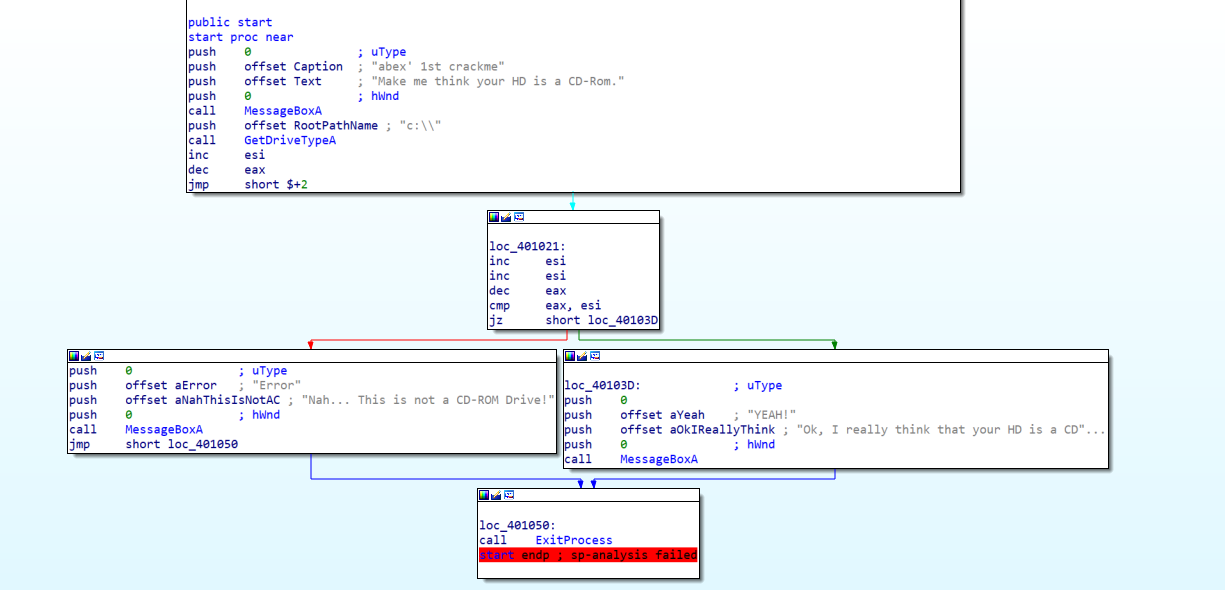 public start
start proc near
push 0 ; uType
push offset Caption ; "abex' 1st crackme"
push offset Text ; "Make me think your HD is a CD-Rom."
push 0 ; hWnd
call MessageBoxA
push offset RootPathName ; "c:\\"
call GetDriveTypeA
inc esi
dec eax
jmp short $+2
loc_401021:
inc esi
inc esi
dec eax
cmp eax, esi
jz short loc_40103D
push 0 ; uType
push offset aError ; "Error"
push offset aNahThisIsNotAC ; "Nah... This is not a CD-ROM Drive!"
push 0 ; hWnd
call MessageBoxA
jmp short loc_401050
loc_40103D: ; uType
push 0
push offset aYeah ; "YEAH!"
push offset aOkIReallyThink ; "Ok, I really think that your HD is a CD"...
push 0 ; hWnd
call MessageBoxA
loc_401050:
call ExitProcess
start endp ; sp-analysis failed